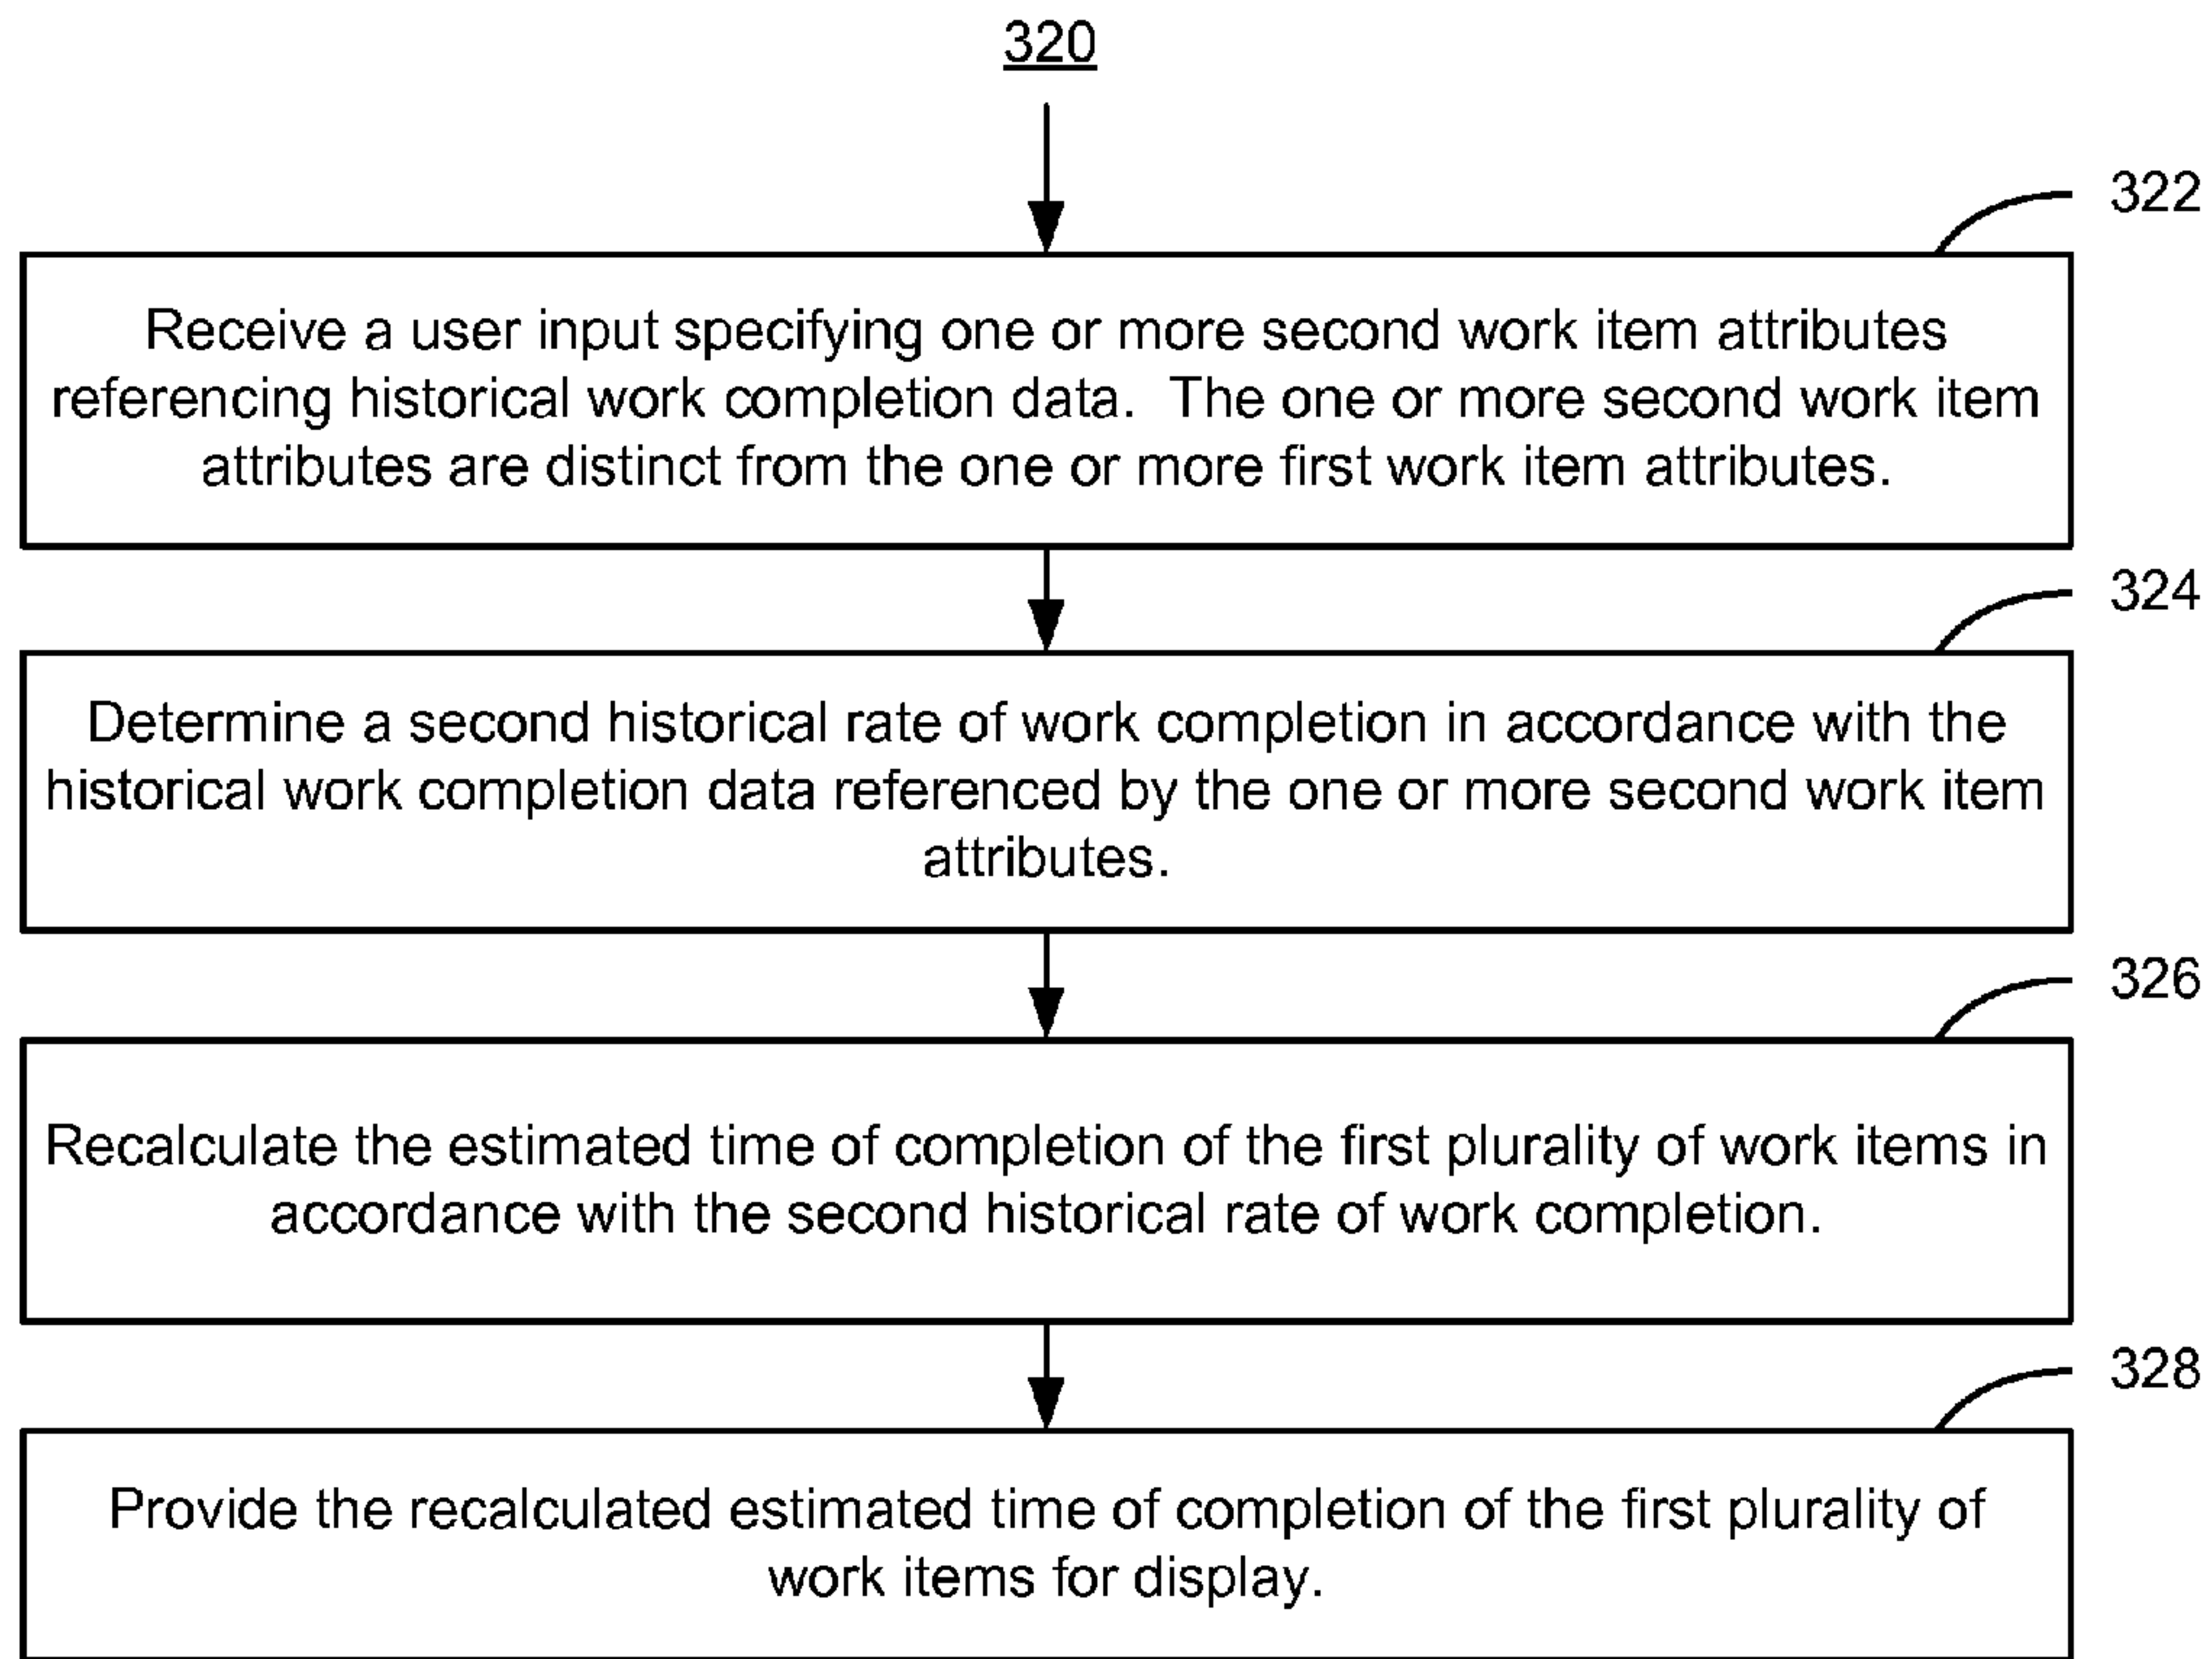 320
322
Receive a user input specifying one or more second work item attributes
referencing historical work completion data.  The one or more second work item
attributes are distinct from the one or more first work item attributes.
324
Determine a second historical rate of work completion in accordance with the
historical work completion data referenced by the one or more second work item
attributes.
326
Recalculate the estimated time of completion of the first plurality of work items in
accordance with the second historical rate of work completion.
328
Provide the recalculated estimated time of completion of the first plurality of
work items for display.